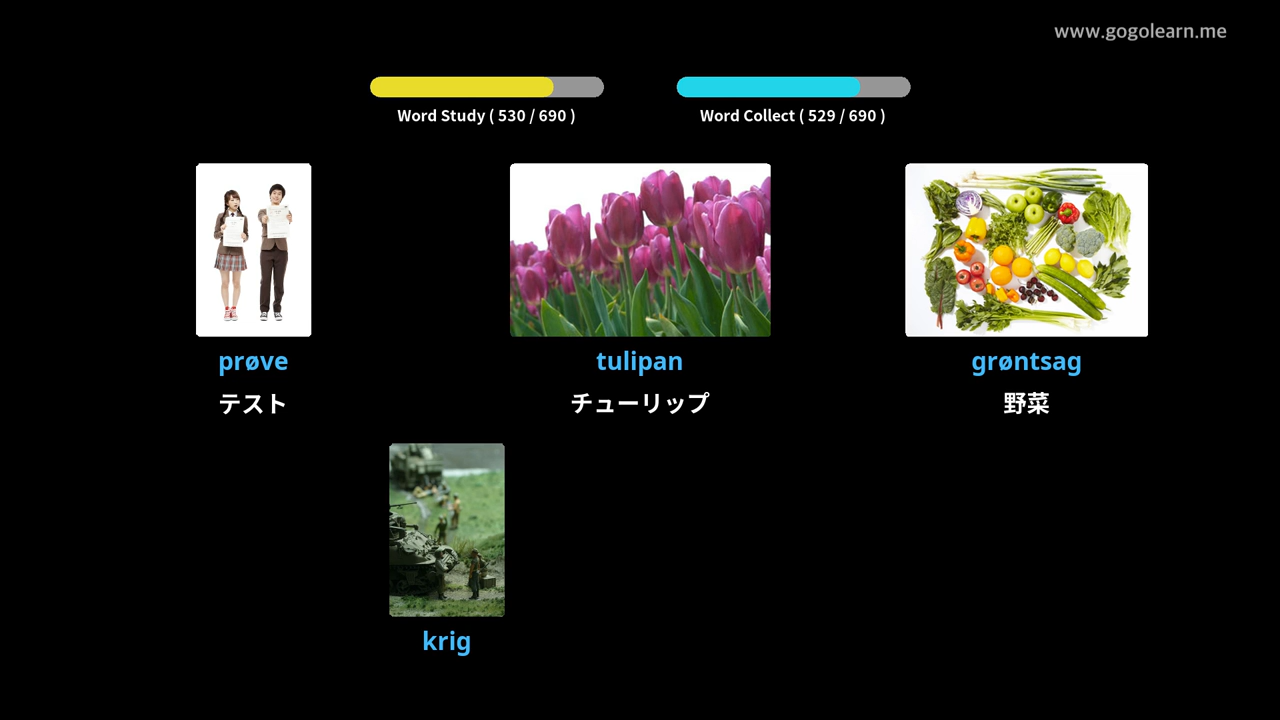 www.gogolearn.me
Word Study ( 530 / 690 )
Word Collect ( 529 / 690 )
prøve
テスト
tulipan
チューリップ
grøntsag
野菜
krig